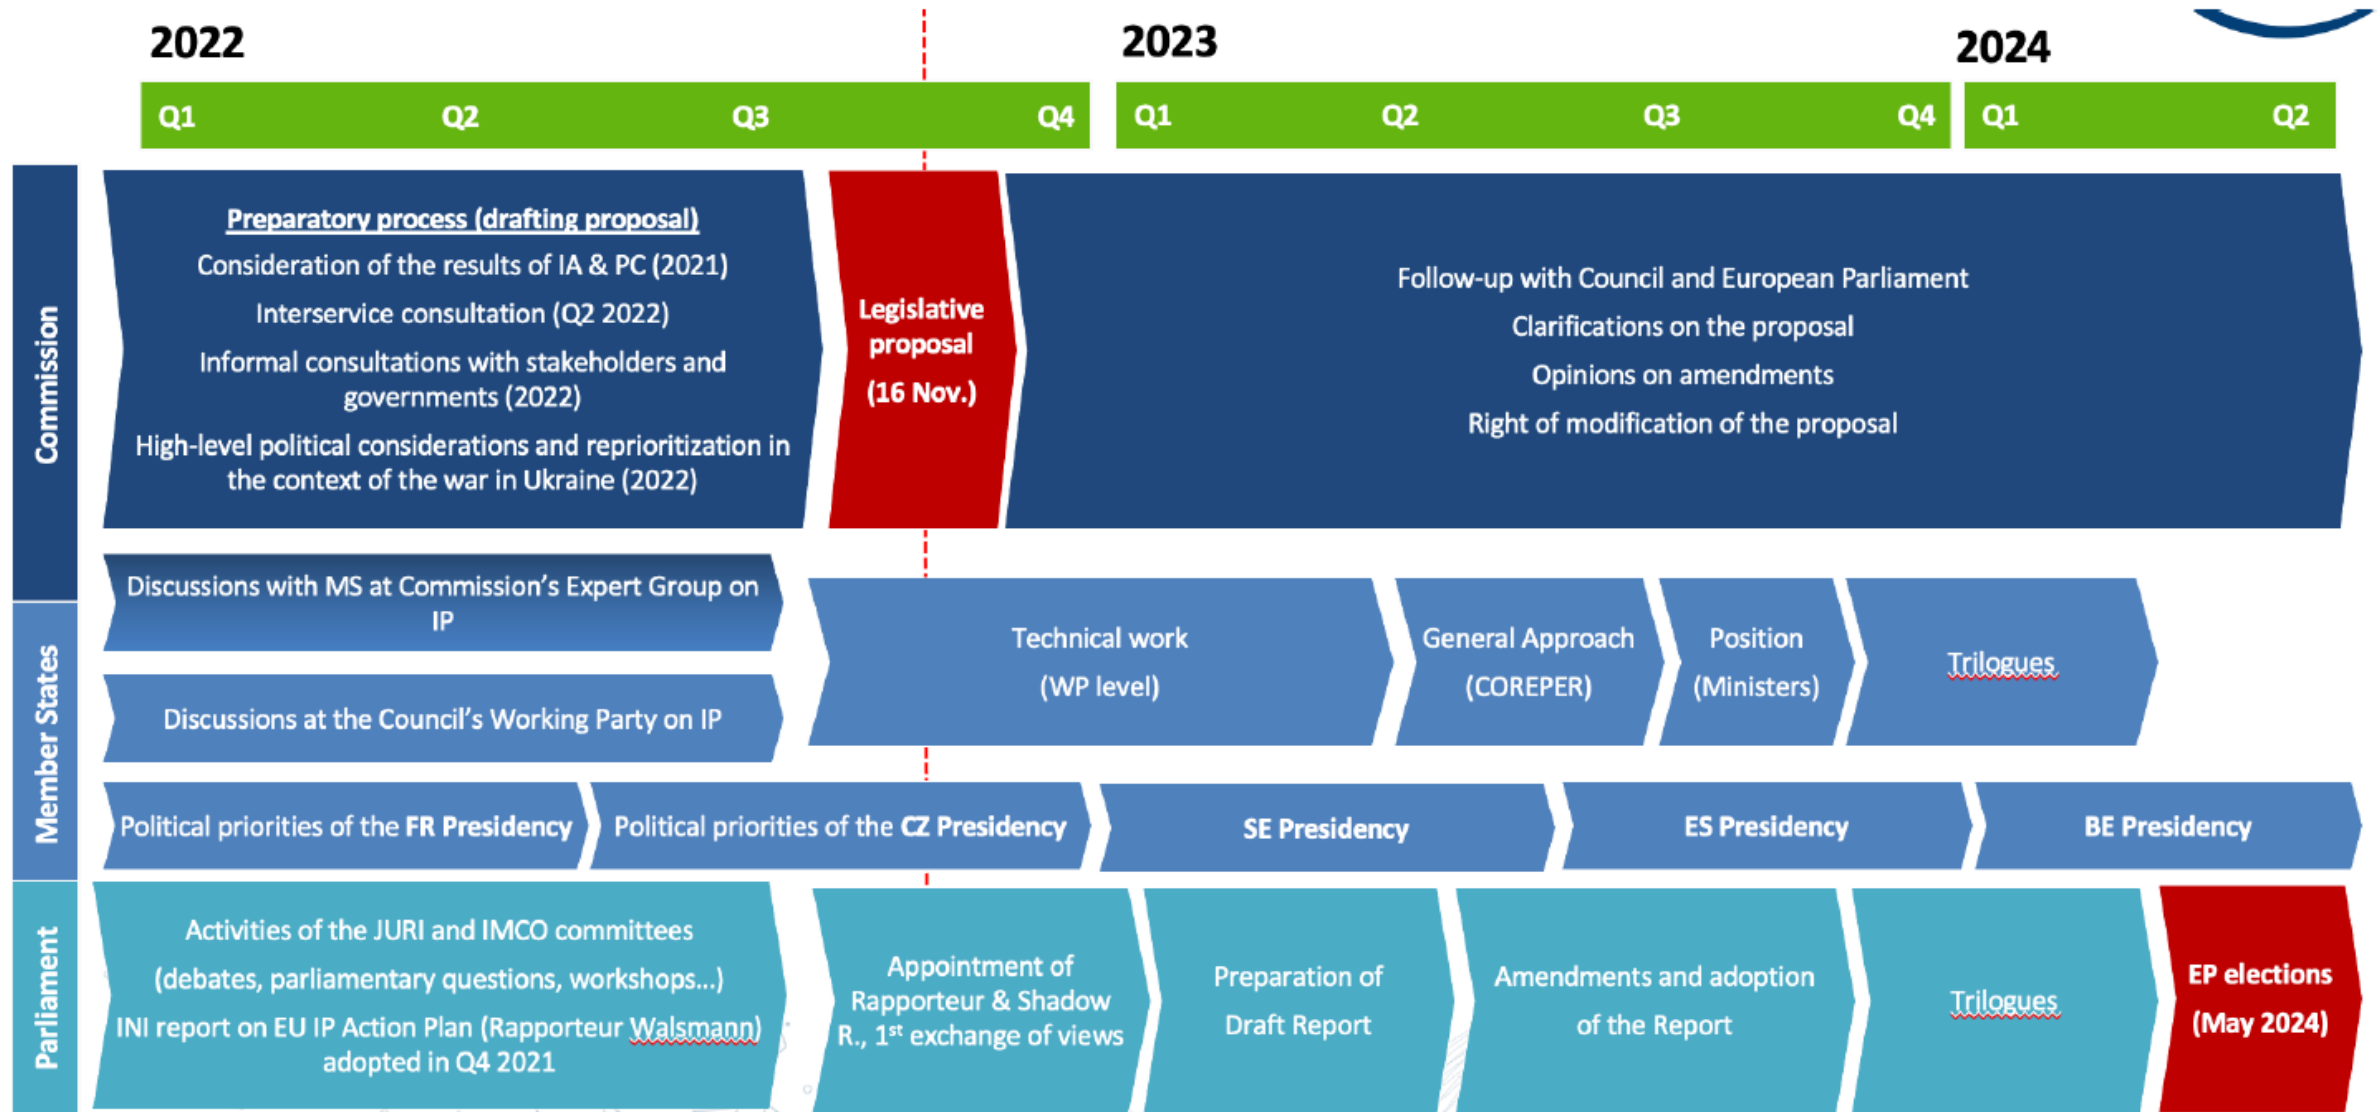 2022
2023
2024
Q1
Q2
Q3
Q4
Q1
Q2
Q3
Q4
Q1
Q2
Commission
Preparatory process (drafting proposal)
Consideration of the results of IA & PC (2021)
Interservice consultation (Q2 2022)
Informal consultations with stakeholders and
governments (2022)
High-level political considerations and reprioritization in
the context of the war in Ukraine (2022)
Legislative
proposal
(16 Nov.)
Follow-up with Council and European Parliament
Clarifications on the proposal
Opinions on amendments
Right of modification of the proposal
Discussions with MS at Commission's Expert Group on
IP
Member States
Discussions at the Council's Working Party on IP
Technical work
(WP level)
General Approach
(COREPER)
Position
(Ministers)
Trilogues
Political priorities of the FR Presidency
Political priorities of the CZ Presidency
SE Presidency
ES Presidency
BE Presidency
Parliament
Activities of the JURI and IMCO committees
(debates, parliamentary questions, workshops...)
INI report on EU IP Action Plan (Rapporteur Walsmann)
adopted in Q4 2021
Appointment of
Rapporteur & Shadow
R., 1st exchange of views
Preparation of
Draft Report
Amendments and adoption
of the Report
Trilogues
EP elections
(May 2024)